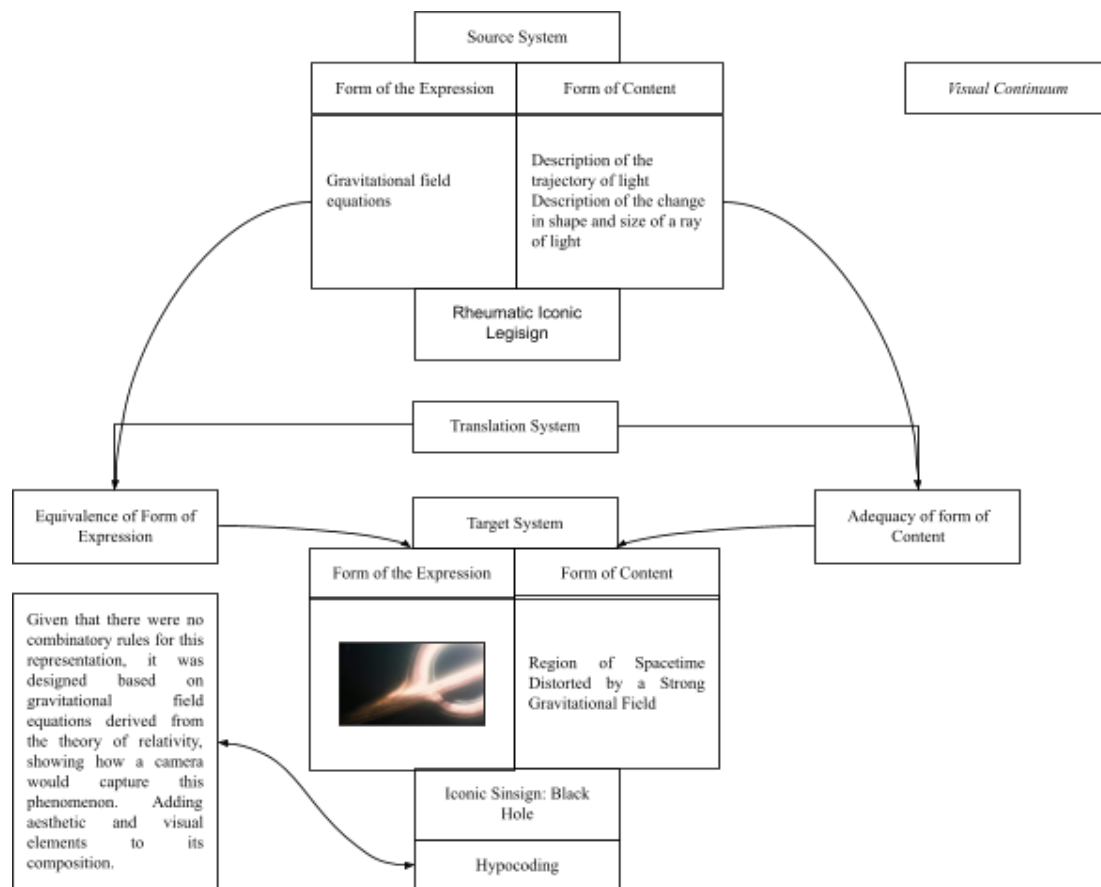 Source System
Form of the Expression
Form of Content
Visual Continuum
Gravitational field
equations
Description of the
trajectory of light
Description of the change
in shape and size of a ray
of light
Rheumatic Iconic
Legisign
Translation System
Equivalence of Form of
Expression
Target System
Adequacy of form of
Content
Form of the Expression
Form of Content
Given that there were no
combinatory rules for this
representation, it was
designed based on
gravitational field
equations derived from
the theory of relativity,
showing how a camera
would capture this
phenomenon. Adding
aesthetic and visual
elements to its
composition.
Region of Spacetime
Distorted by a Strong
Gravitational Field
Iconic Sinsign: Black
Hole
Hypocoding